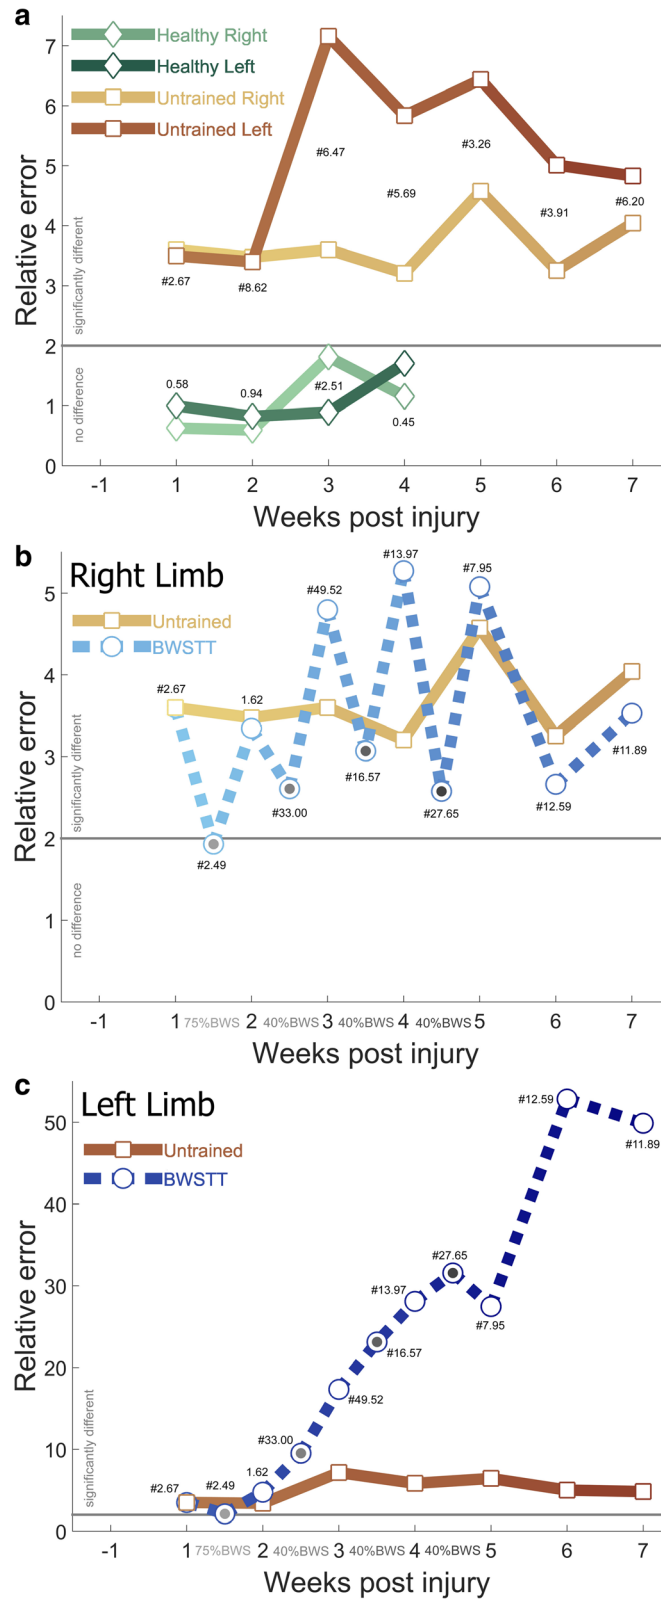 a
Healthy Right
Healthy Left
Untrained Right
Untrained Left
Relative error
significantly different
no difference
7
6
5
4
3
2
1
0
#6.47
#5.69
#3.26
#3.91
#6.20
#2.67
#8.62
0.58
0.94
#2.51
0.45
-1 1 2 3 4 5 6 7
Weeks post injury
b
Right Limb
Untrained
BWSTT
Relative error
significantly different
no difference
5
4
3
2
1
0
#13.97
#7.95
#49.52
#2.67
1.62
#16.57
#11.89
#33.00
#27.65
#12.59
#2.49
-1 1 75%BWS 2 40%BWS 3 40%BWS 4 40%BWS 5 6 7
Weeks post injury
c
Left Limb
Untrained
BWSTT
Relative error
significantly different
50
40
30
20
10
0
#12.59
#11.89
#27.65
#13.97
#7.95
#16.57
#49.52
#33.00
1.62
#2.49
#2.67
-1 1 75%BWS 2 40%BWS 3 40%BWS 4 40%BWS 5 6 7
Weeks post injury